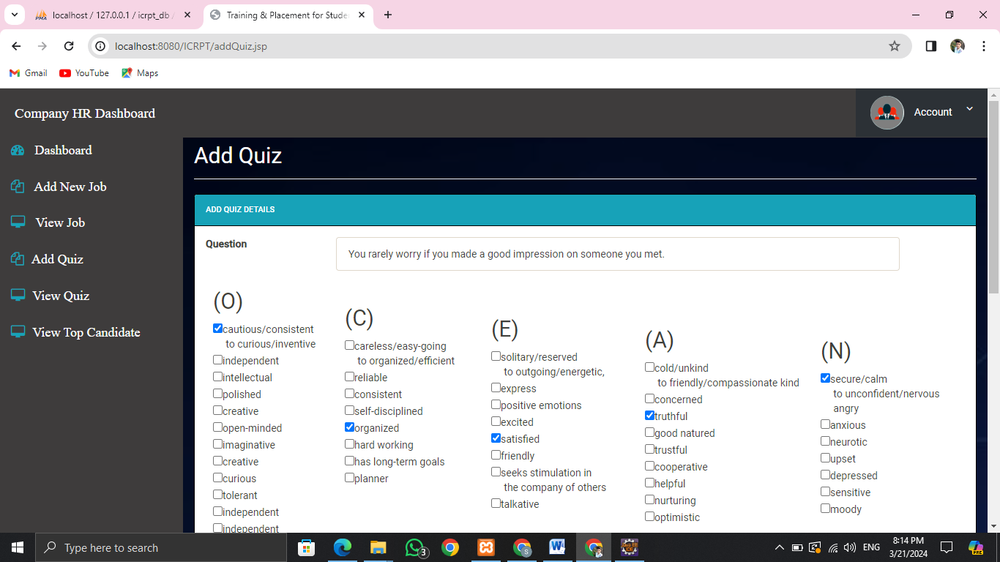 localhost / 127.0.0.1 / icrpt_db /
Training & Placement for Stude
localhost:8080/ICRPT/addQuiz.jsp
Gmail
YouTube
Maps
Company HR Dashboard
Account
Dashboard
Add New Job
View Job
Add Quiz
View Quiz
View Top Candidate
Add Quiz
ADD QUIZ DETAILS
Question
You rarely worry if you made a good impression on someone you met.
(O)
cautious/consistent
to curious/inventive
independent
intellectual
polished
creative
open-minded
imaginative
creative
curious
tolerant
independent
independent
(C)
careless/easy-going
to organized/efficient
reliable
consistent
self-disciplined
organized
hard working
has long-term goals
planner
(E)
solitary/reserved
to outgoing/energetic,
express
positive emotions
excited
satisfied
friendly
seeks stimulation in
the company of others
talkative
(A)
cold/unkind
to friendly/compassionate kind
concerned
truthful
good natured
trustful
cooperative
helpful
nurturing
optimistic
(N)
secure/calm
to unconfident/nervous
angry
anxious
neurotic
upset
depressed
sensitive
moody
Type here to search
3
ENG
8:14 PM
3/21/2024